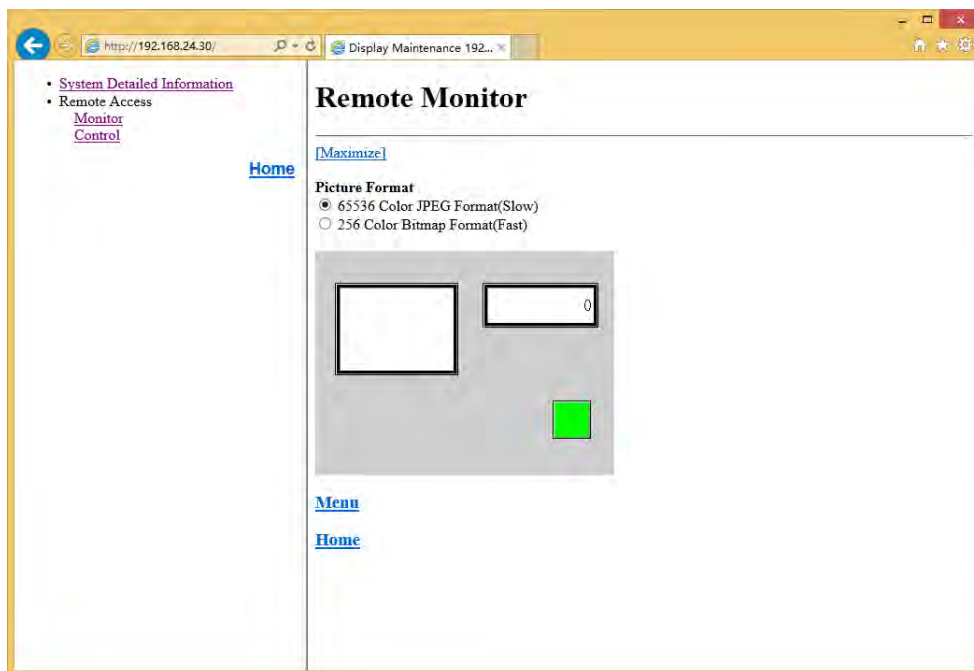 http://192.168.24.30/
Display Maintenance 192...
System Detailed Information
Remote Access
Monitor
Control
Home
Remote Monitor
[Maximize]
Picture Format
65536 Color JPEG Format(Slow)
256 Color Bitmap Format(Fast)
0
Menu
Home